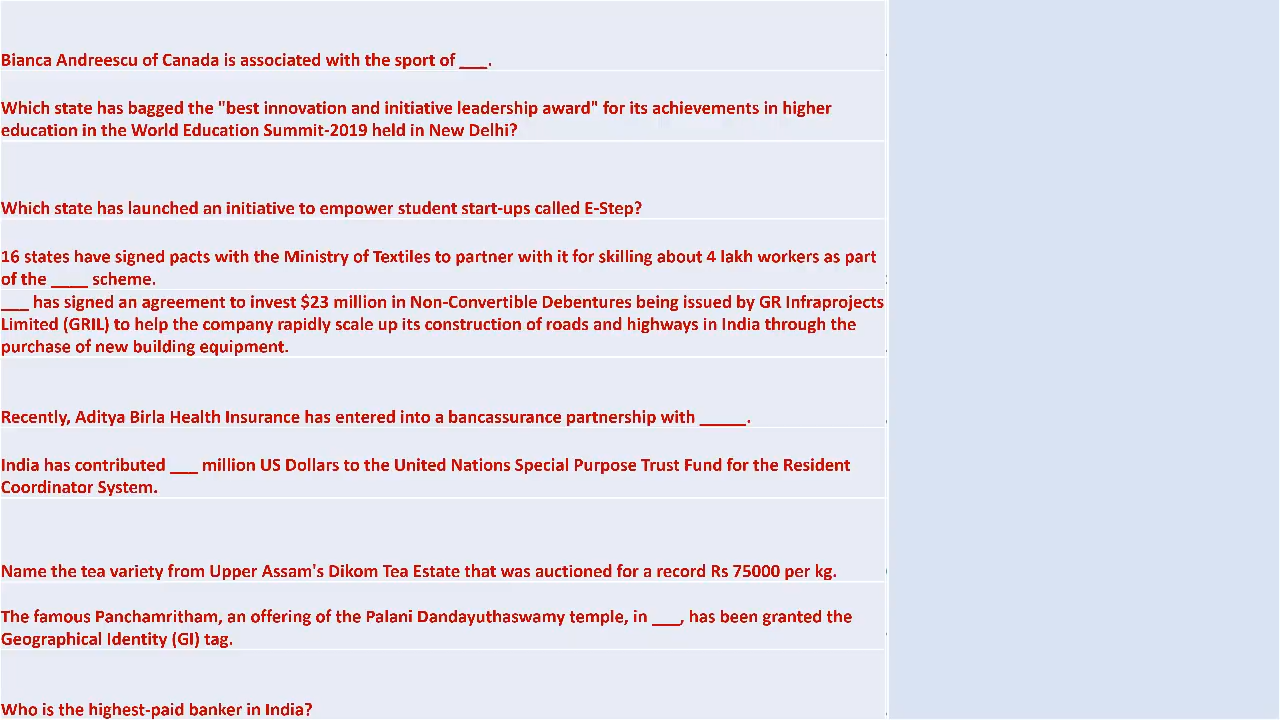 Bianca Andreescu of Canada is associated with the sport of ___.
Which state has bagged the "best innovation and initiative leadership award" for its achievements in higher
education in the World Education Summit-2019 held in New Delhi?
Which state has launched an initiative to empower student start-ups called E-Step?
16 states have signed pacts with the Ministry of Textiles to partner with it for skilling about 4 lakh workers as part
of the ____ scheme.
___ has signed an agreement to invest $23 million in Non-Convertible Debentures being issued by GR Infraprojects
Limited (GRIL) to help the company rapidly scale up its construction of roads and highways in India through the
purchase of new building equipment.
Recently, Aditya Birla Health Insurance has entered into a bancassurance partnership with _____.
India has contributed ___ million US Dollars to the United Nations Special Purpose Trust Fund for the Resident
Coordinator System.
Name the tea variety from Upper Assam's Dikom Tea Estate that was auctioned for a record Rs 75000 per kg.
The famous Panchamritham, an offering of the Palani Dandayuthaswamy temple, in ___, has been granted the
Geographical Identity (GI) tag.
Who is the highest-paid banker in India?